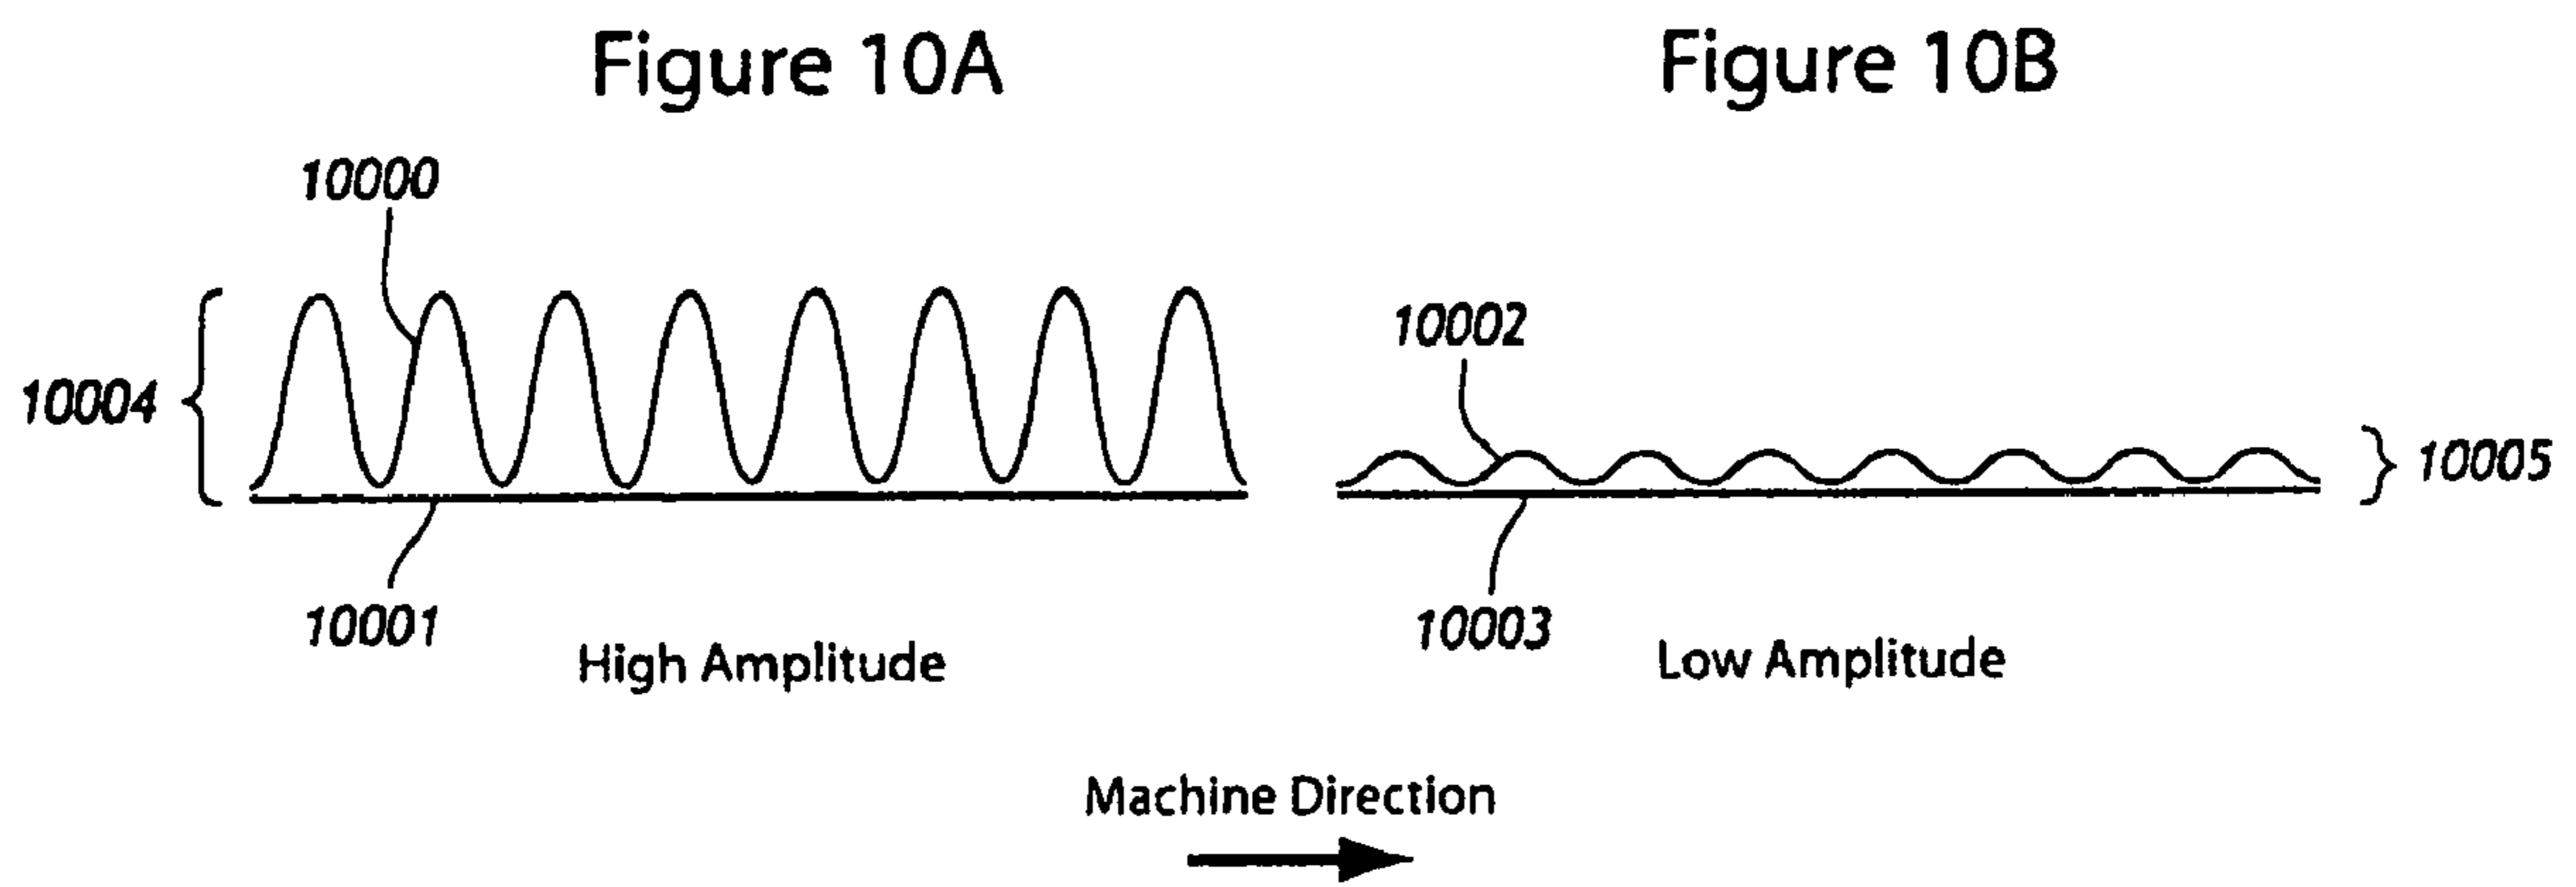 Figure 10A
Figure 10B
10000
10004
10002
10005
10001
10003
High Amplitude
Low Amplitude
Machine Direction